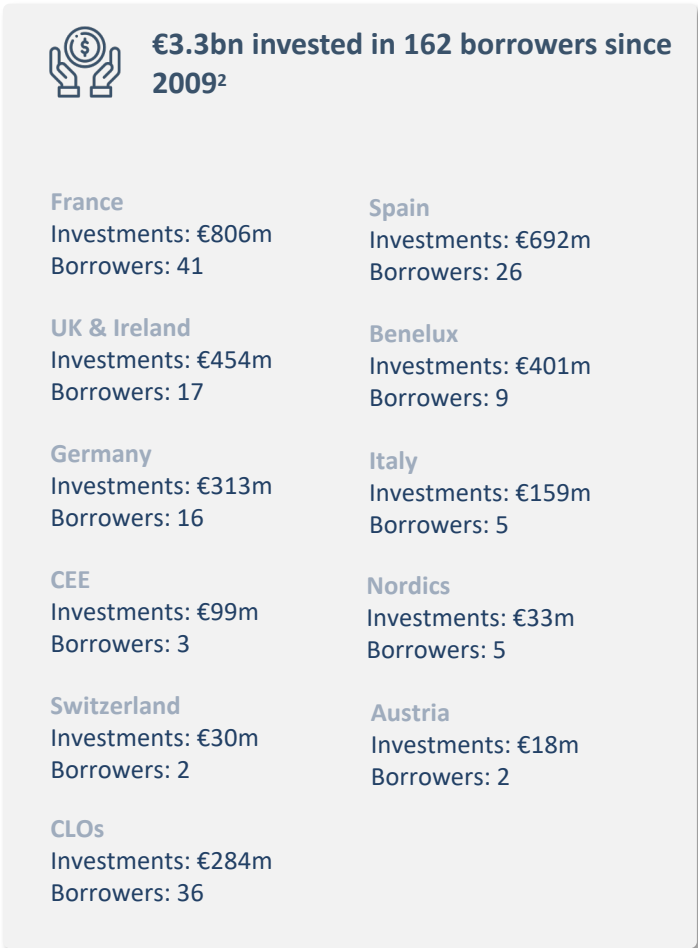 $
€3.3bn invested in 162 borrowers since
2009²
France
Investments: €806m
Borrowers: 41
Spain
Investments: €692m
Borrowers: 26
UK & Ireland
Investments: €454m
Borrowers: 17
Benelux
Investments: €401m
Borrowers: 9
Germany
Investments: €313m
Borrowers: 16
Italy
Investments: €159m
Borrowers: 5
CEE
Investments: €99m
Borrowers: 3
Nordics
Investments: €33m
Borrowers: 5
Switzerland
Investments: €30m
Borrowers: 2
Austria
Investments: €18m
Borrowers: 2
CLOs
Investments: €284m
Borrowers: 36